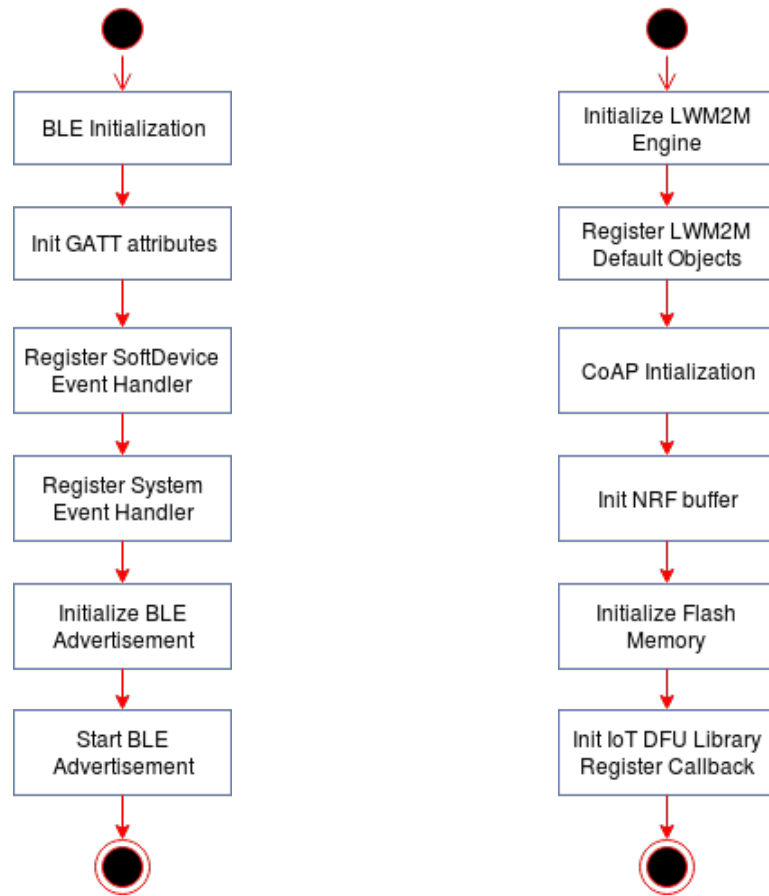 BLE Initialization
Init GATT attributes
Register SoftDevice
Event Handler
Register System
Event Handler
Initialize BLE
Advertisement
Start BLE
Advertisement
Initialize LWM2M
Engine
Register LWM2M
Default Objects
CoAP Intialization
Init NRF buffer
Initialize Flash
Memory
Init IoT DFU Library
Register Callback